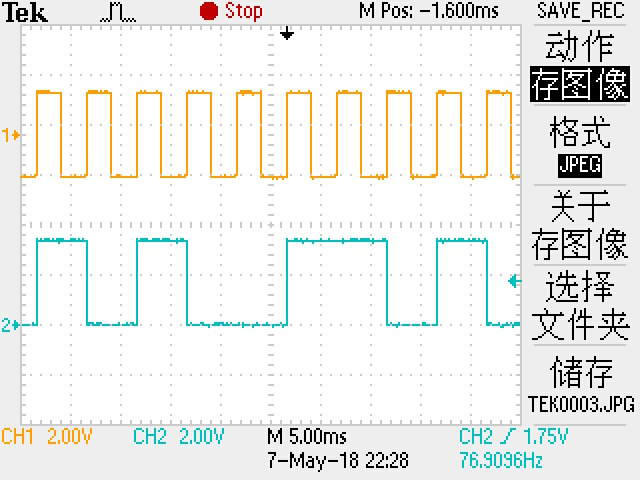 Tek Stop M Pos: -1.600ms SAVE_REC
动作
存图像
格式
JPEG
关于
存图像
选择
文件夹
储存
TEK0003.JPG
1
2
CH1 2.00V CH2 2.00V M 5.00ms CH2 1.75V
7-May-18 22:28 76.9096Hz